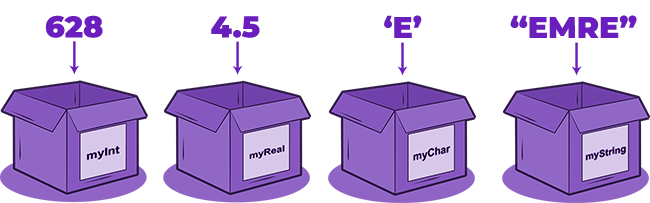 628 4.5 ‘E’ “EMRE”
myInt myReal myChar myString